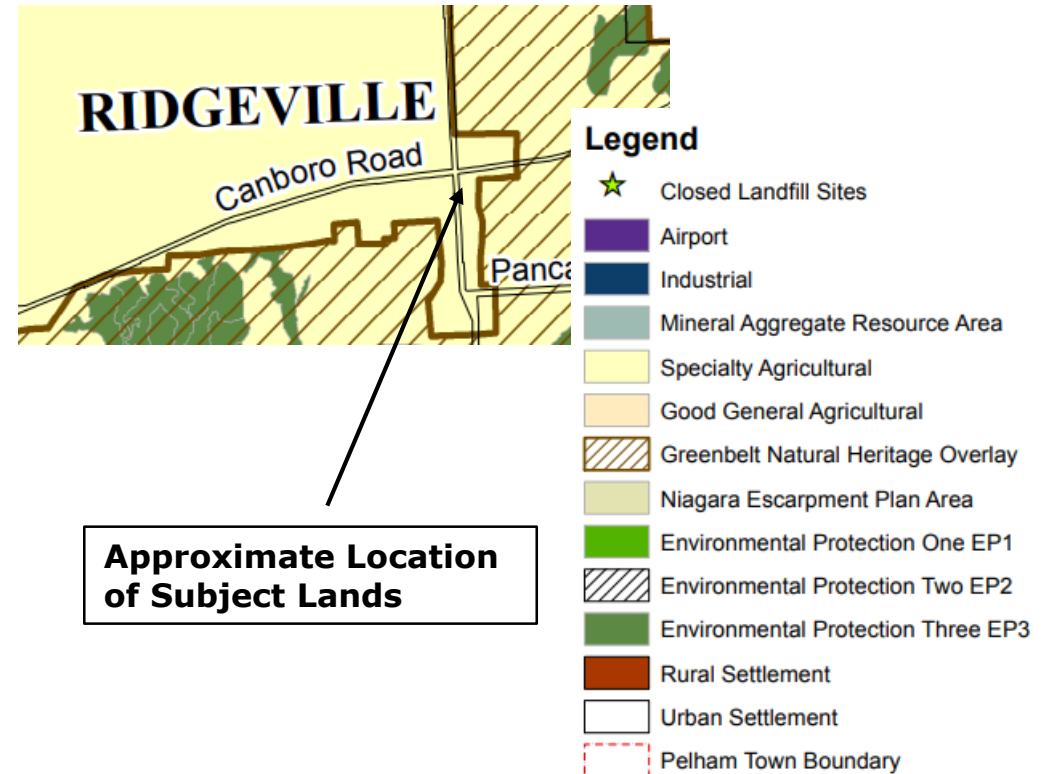 RIDGEVILLE
Canboro Road
Panca
Legend
Closed Landfill Sites
Airport
Industrial
Mineral Aggregate Resource Area
Specialty Agricultural
Good General Agricultural
Greenbelt Natural Heritage Overlay
Niagara Escarpment Plan Area
Environmental Protection One EP1
Environmental Protection Two EP2
Environmental Protection Three EP3
Rural Settlement
Urban Settlement
Pelham Town Boundary
Approximate Location
of Subject Lands